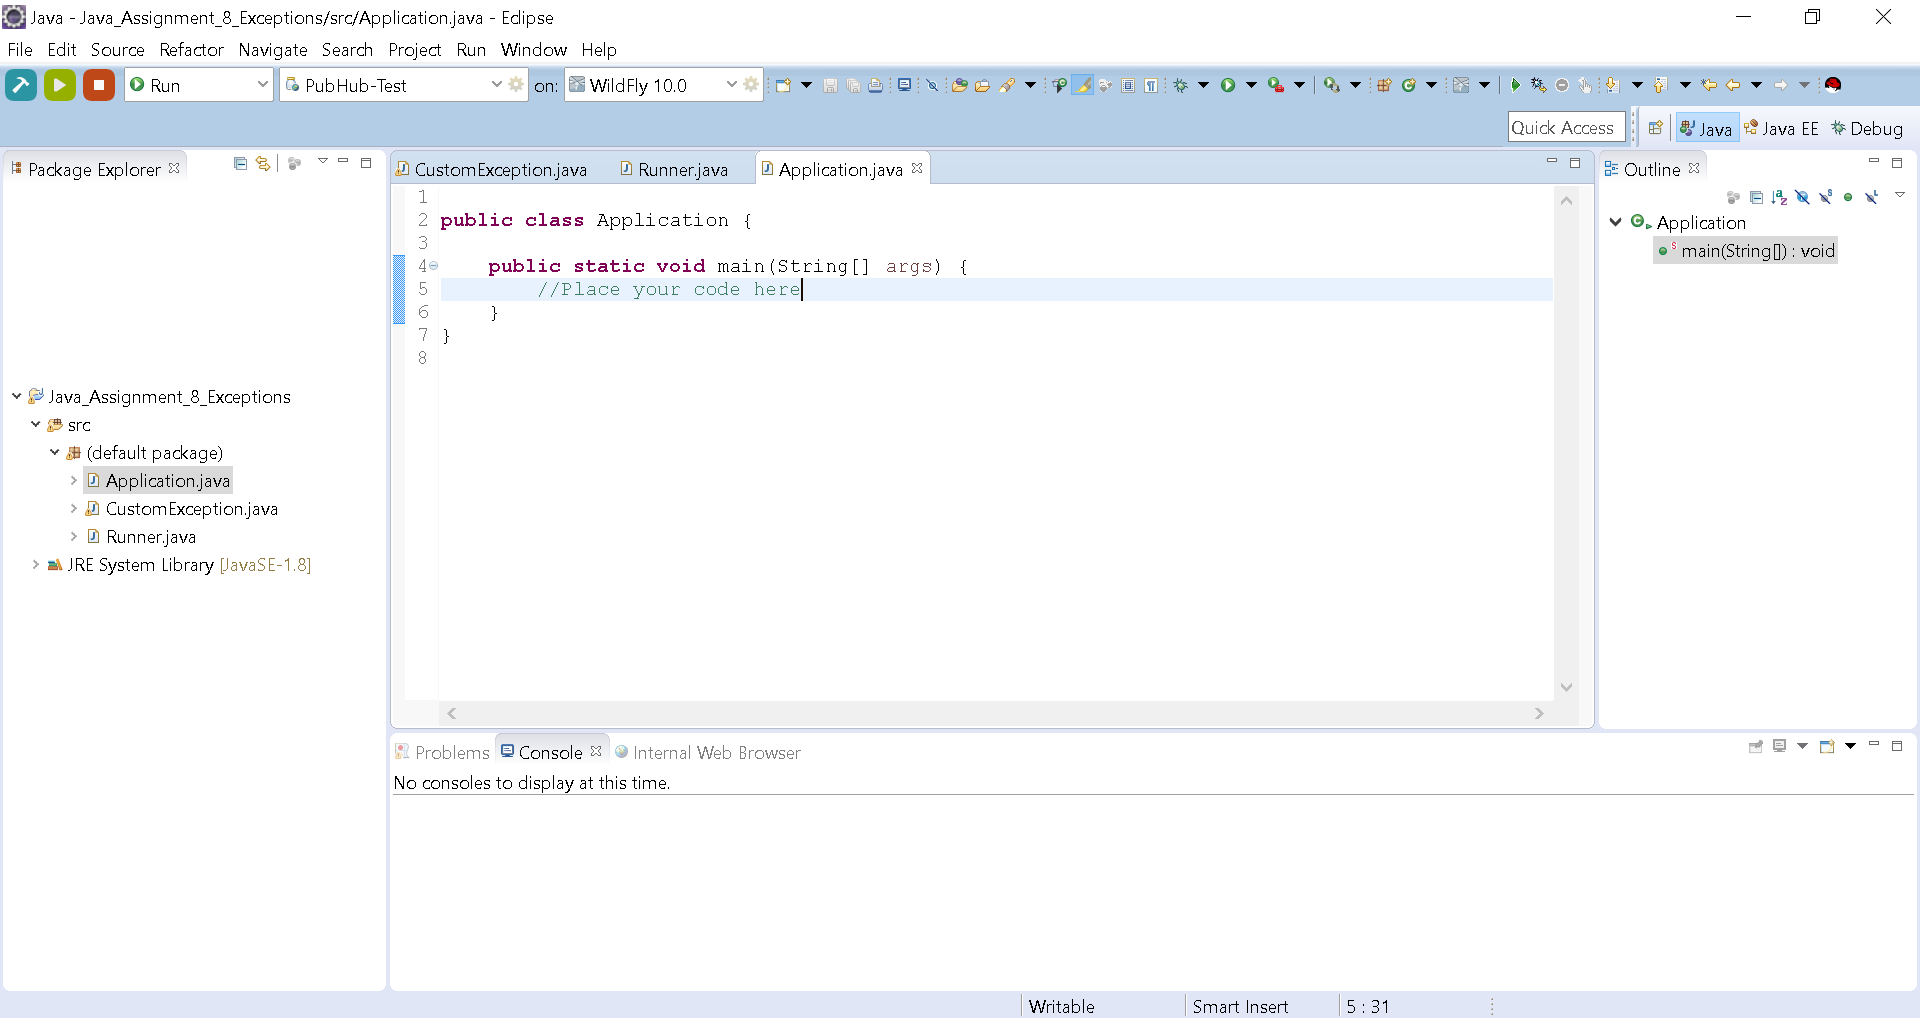 Java - Java_Assignment_8_Exceptions/src/Application.java - Eclipse
File Edit Source Refactor Navigate Search Project Run Window Help
Run PubHub-Test on: WildFly 10.0
Quick Access Java Java EE Debug
Package Explorer
CustomException.java Runner.java Application.java
Outline
1
2 public class Application {
3
4 public static void main(String[] args) {
5 //Place your code here
6 }
7 }
8
Application
main(String[]) : void
Java_Assignment_8_Exceptions
src
(default package)
Application.java
CustomException.java
Runner.java
JRE System Library [JavaSE-1.8]
Problems Console Internal Web Browser
No consoles to display at this time.
Writable Smart Insert 5 : 31